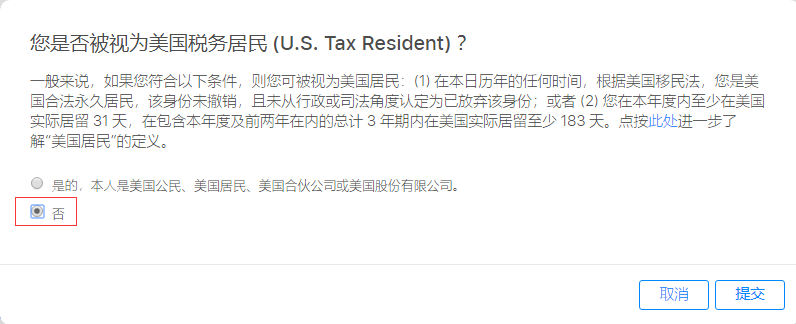 您是否被视为美国税务居民 (U.S. Tax Resident)？
一般来说，如果您符合以下条件，则您可被视为美国居民：(1) 在本日历年的任何时间，根据美国移民法，您是美
国合法永久居民，该身份未撤销，且未从行政或司法角度认定为已放弃该身份；或者 (2) 您在本年度内至少在美国
实际居留 31 天，在包含本年度及前两年在内的总计 3 年期内在美国实际居留至少 183 天。点按此处进一步了
解“美国居民”的定义。
是的，本人是美国公民、美国居民、美国合伙公司或美国股份有限公司。
否
取消
提交